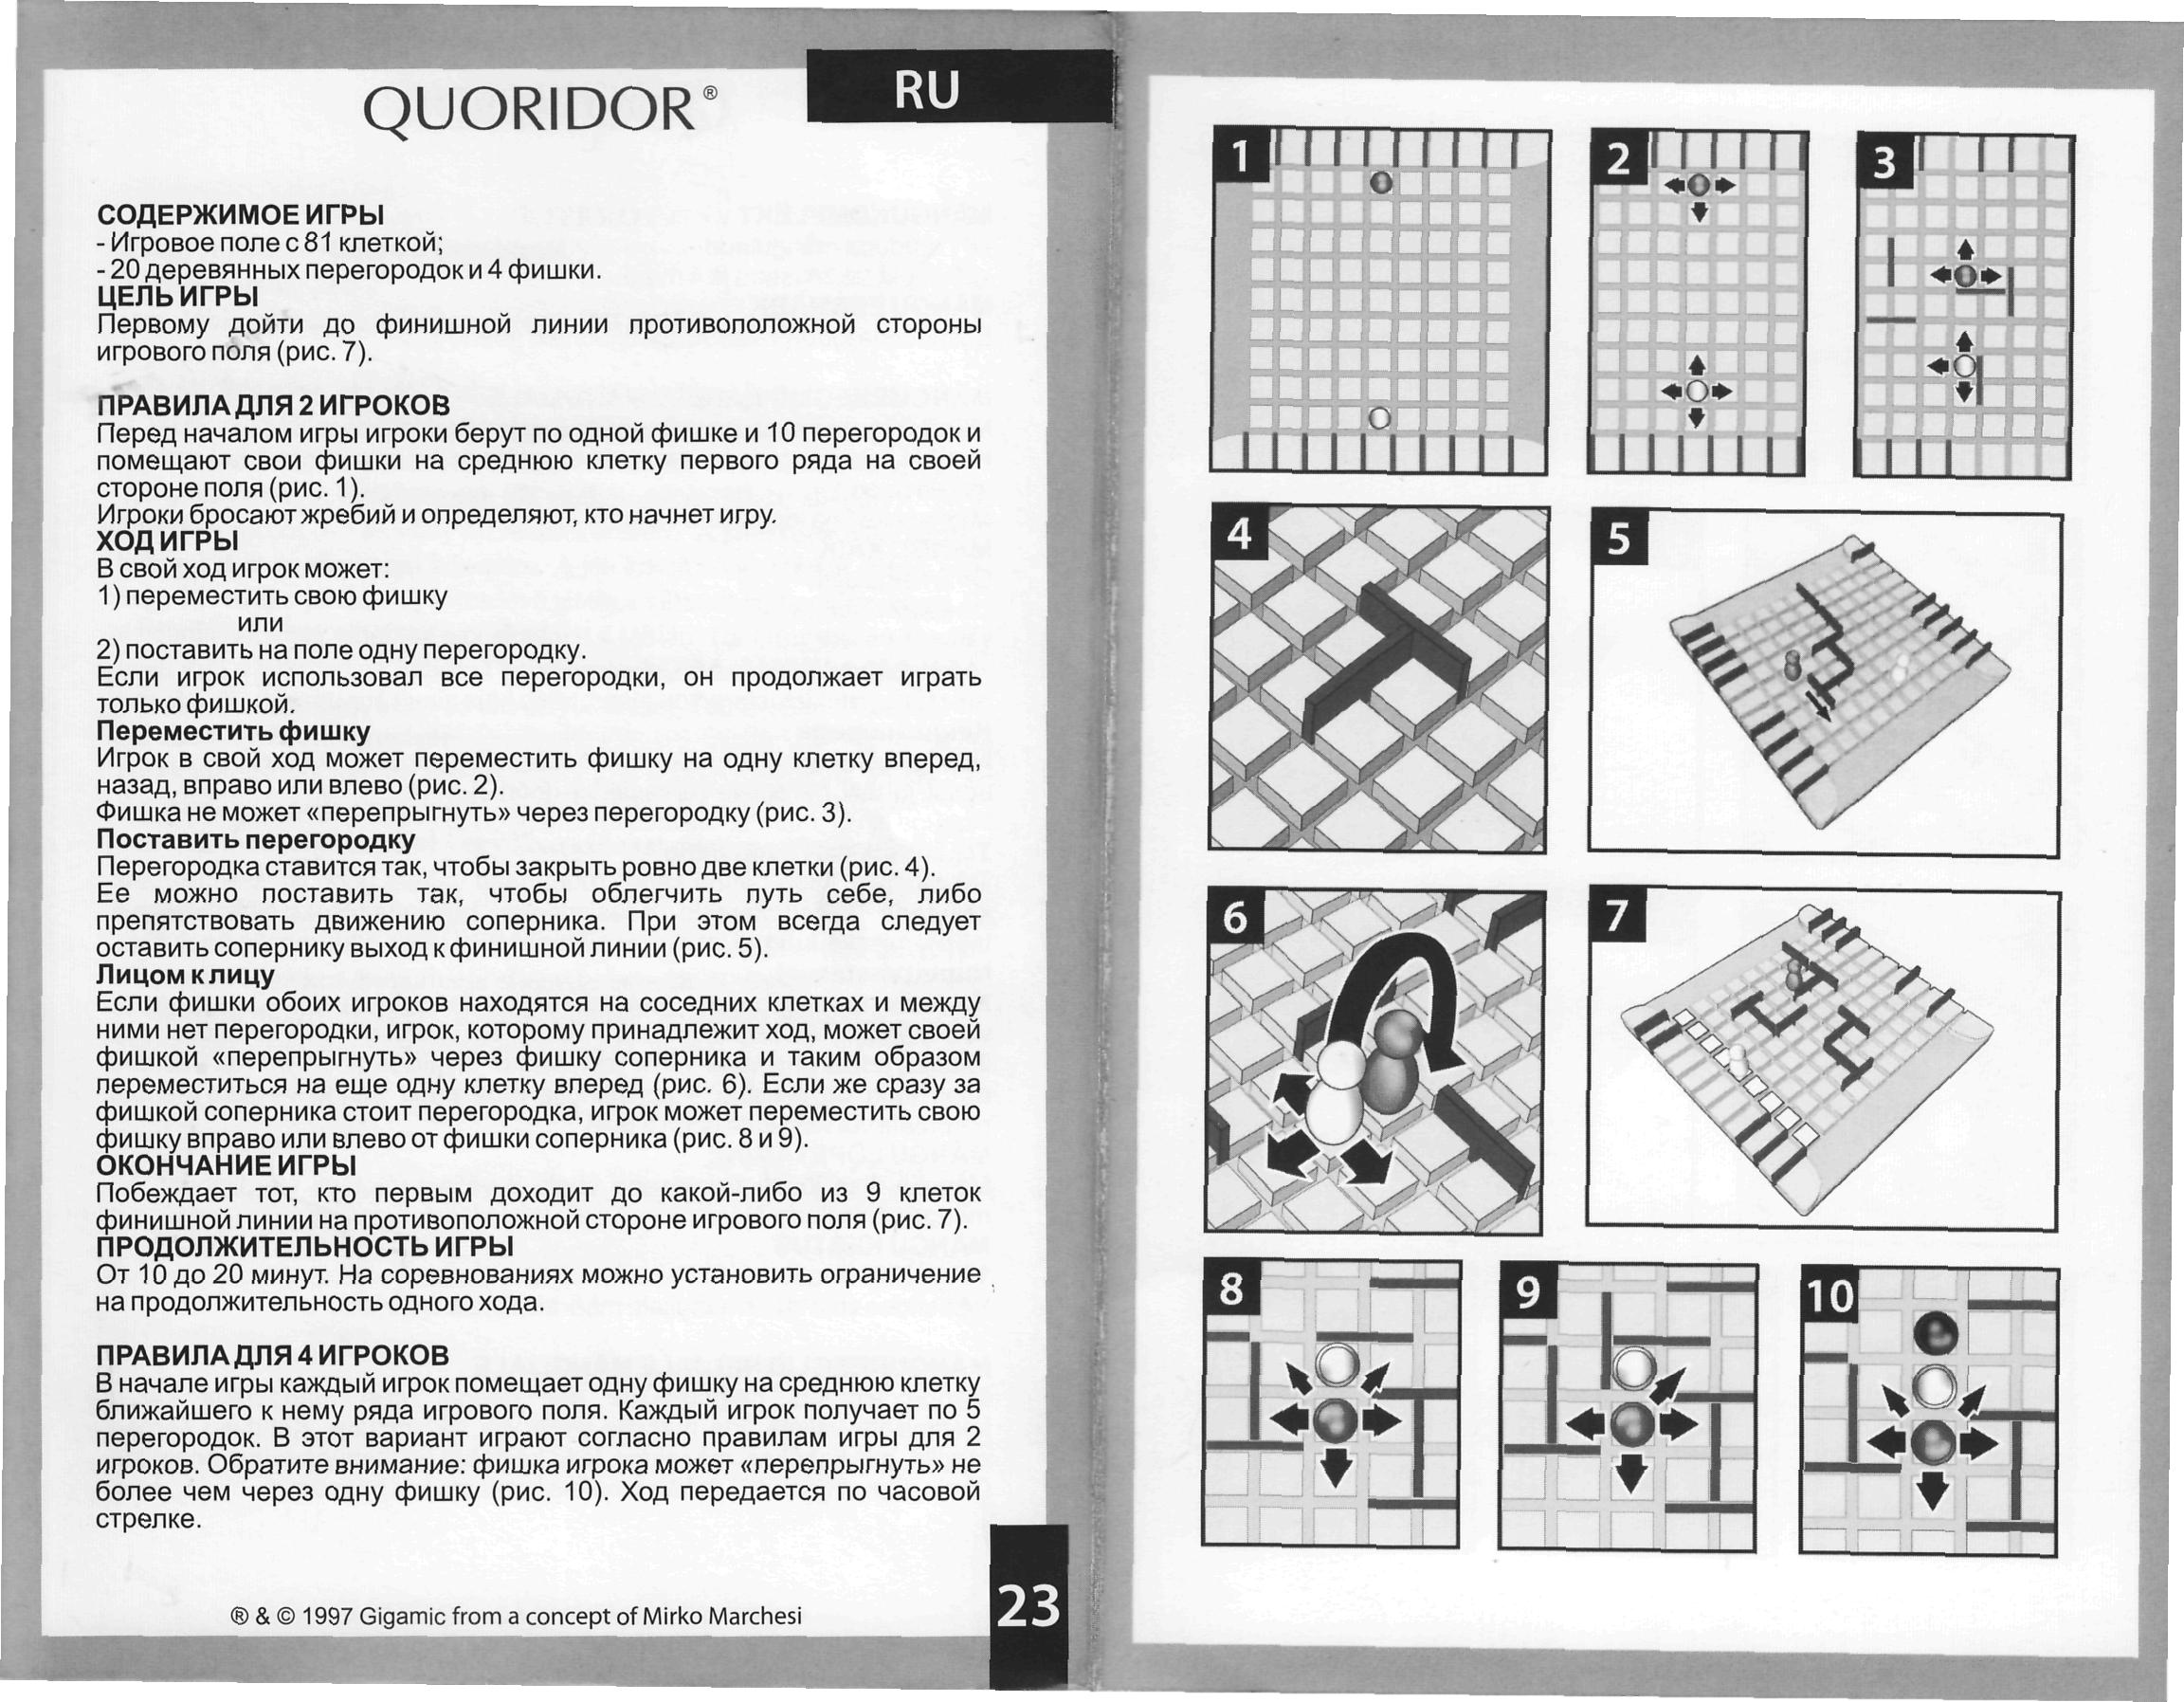 QUORIDOR®
RU
СОДЕРЖИМОЕ ИГРЫ
- Игровое поле с 81 клеткой;
- 20 деревянных перегородок и 4 фишки.
ЦЕЛЬ ИГРЫ
Первому дойти до финишной линии противоположной стороны
игрового поля (рис. 7).
ПРАВИЛА ДЛЯ 2 ИГРОКОВ
Перед началом игры игроки берут по одной фишке и 10 перегородок и
помещают свои фишки на среднюю клетку первого ряда на своей
стороне поля (рис. 1).
Игроки бросают жребий и определяют, кто начнет игру.
ХОД ИГРЫ
В свой ход игрок может:
1) переместить свою фишку
или
2) поставить на поле одну перегородку.
Если игрок использовал все перегородки, он продолжает играть
только фишкой.
Переместить фишку
Игрок в свой ход может переместить фишку на одну клетку вперед,
назад, вправо или влево (рис. 2).
Фишка не может «перепрыгнуть» через перегородку (рис. 3).
Поставить перегородку
Перегородка ставится так, чтобы закрыть ровно две клетки (рис. 4).
Ее можно поставить так, чтобы облегчить путь себе, либо
препятствовать движению соперника. При этом всегда следует
оставить сопернику выход к финишной линии (рис. 5).
Лицом к лицу
Если фишки обоих игроков находятся на соседних клетках и между
ними нет перегородки, игрок, которому принадлежит ход, может своей
фишкой «перепрыгнуть» через фишку соперника и таким образом
переместиться на еще одну клетку вперед (рис. 6). Если же сразу за
фишкой соперника стоит перегородка, игрок может переместить свою
фишку вправо или влево от фишки соперника (рис. 8 и 9).
ОКОНЧАНИЕ ИГРЫ
Побеждает тот, кто первым доходит до какой-либо из 9 клеток
финишной линии на противоположной стороне игрового поля (рис. 7).
ПРОДОЛЖИТЕЛЬНОСТЬ ИГРЫ
От 10 до 20 минут. На соревнованиях можно установить ограничение
на продолжительность одного хода.
ПРАВИЛА ДЛЯ 4 ИГРОКОВ
В начале игры каждый игрок помещает одну фишку на среднюю клетку
ближайшего к нему ряда игрового поля. Каждый игрок получает по 5
перегородок. В этот вариант играют согласно правилам игры для 2
игроков. Обратите внимание: фишка игрока может «перепрыгнуть» не
более чем через одну фишку (рис. 10). Ход передается по часовой
стрелке.
® & © 1997 Gigamic from a concept of Mirko Marchesi
23
1
2
3
4
5
6
7
8
9
10